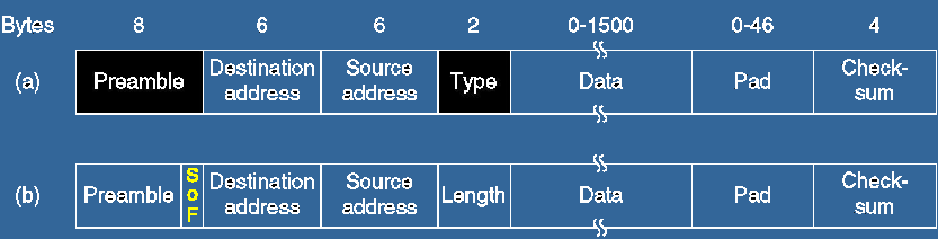 Bytes 8 6 6 2 0-1500 0-46 4
(a) Preamble Destination address Source address Type Data Pad Check-sum
(b) Preamble SoF Destination address Source address Length Data Pad Check-sum